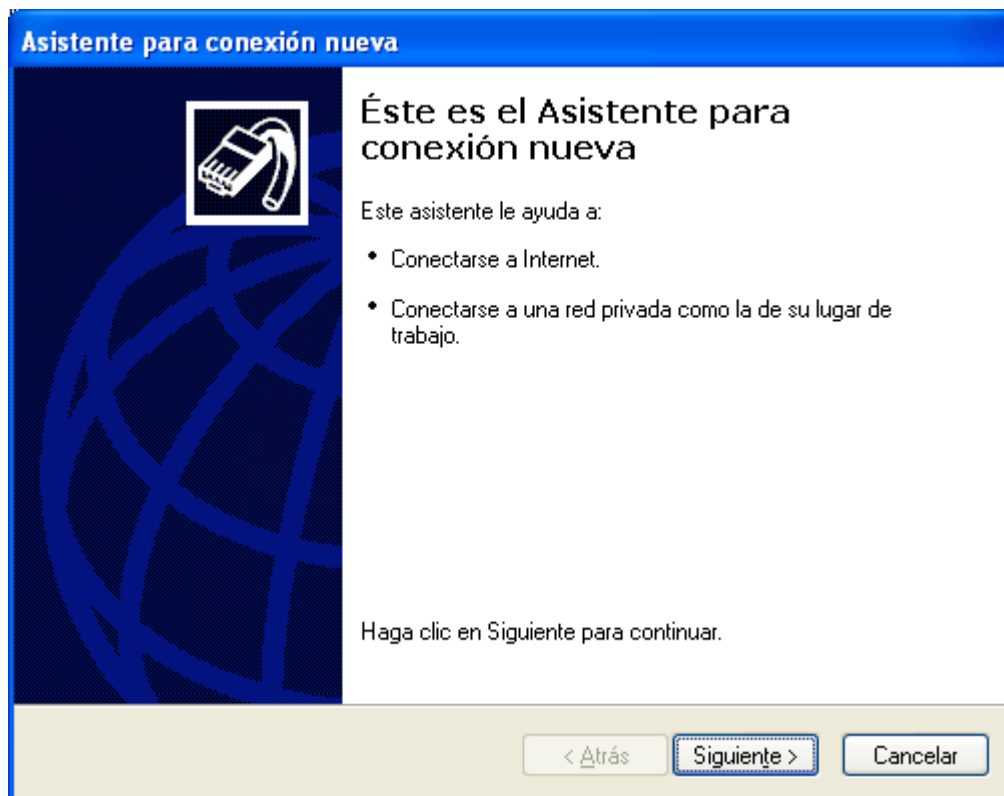 Asistente para conexión nueva
Éste es el Asistente para
conexión nueva
Este asistente le ayuda a:
• Conectarse a Internet.
• Conectarse a una red privada como la de su lugar de
trabajo.
Haga clic en Siguiente para continuar.
< Atrás Siguiente > Cancelar